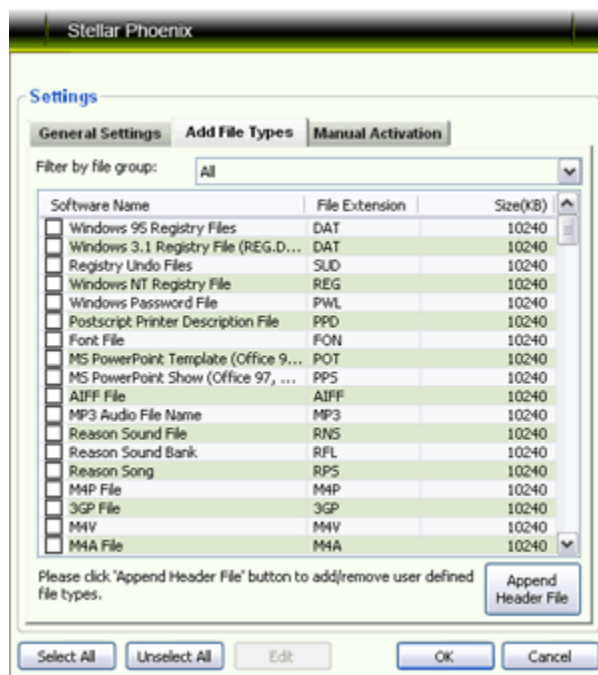 Stellar Phoenix
Settings
General Settings Add File Types Manual Activation
Filter by file group: All
Software Name File Extension Size(KB)
Windows 95 Registry Files DAT 10240
Windows 3.1 Registry File (REG.D... DAT 10240
Registry Undo Files SUD 10240
Windows NT Registry File REG 10240
Windows Password File PWL 10240
Postscript Printer Description File PPD 10240
Font File FON 10240
MS PowerPoint Template (Office 9... POT 10240
MS PowerPoint Show (Office 97, ... PPS 10240
AIFF File AIFF 10240
MP3 Audio File Name MP3 10240
Reason Sound File RNS 10240
Reason Sound Bank RFL 10240
Reason Song RPS 10240
M4P File M4P 10240
3GP File 3GP 10240
M4V M4V 10240
M4A File M4A 10240
Please click 'Append Header File' button to add/remove user defined
file types.
Append
Header File
Select All Unselect All Edit OK Cancel